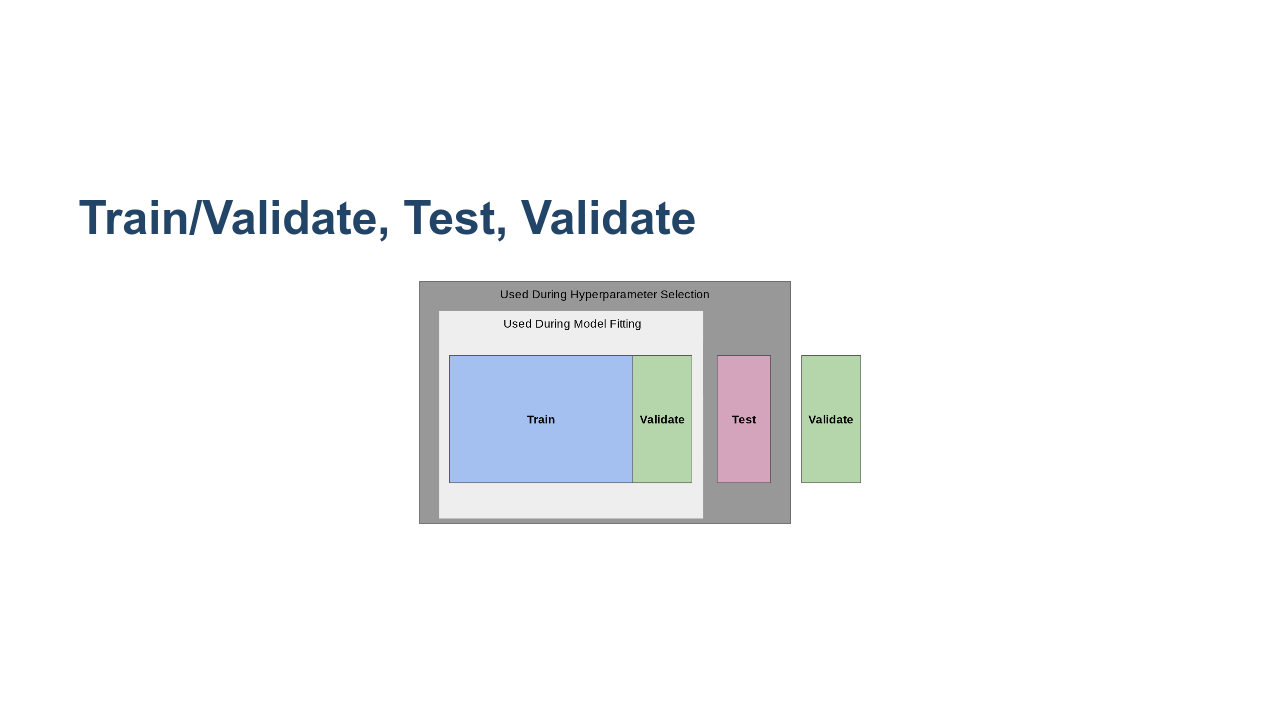 Train/Validate, Test, Validate
Used During Hyperparameter Selection
Used During Model Fitting
Train
Validate
Test
Validate